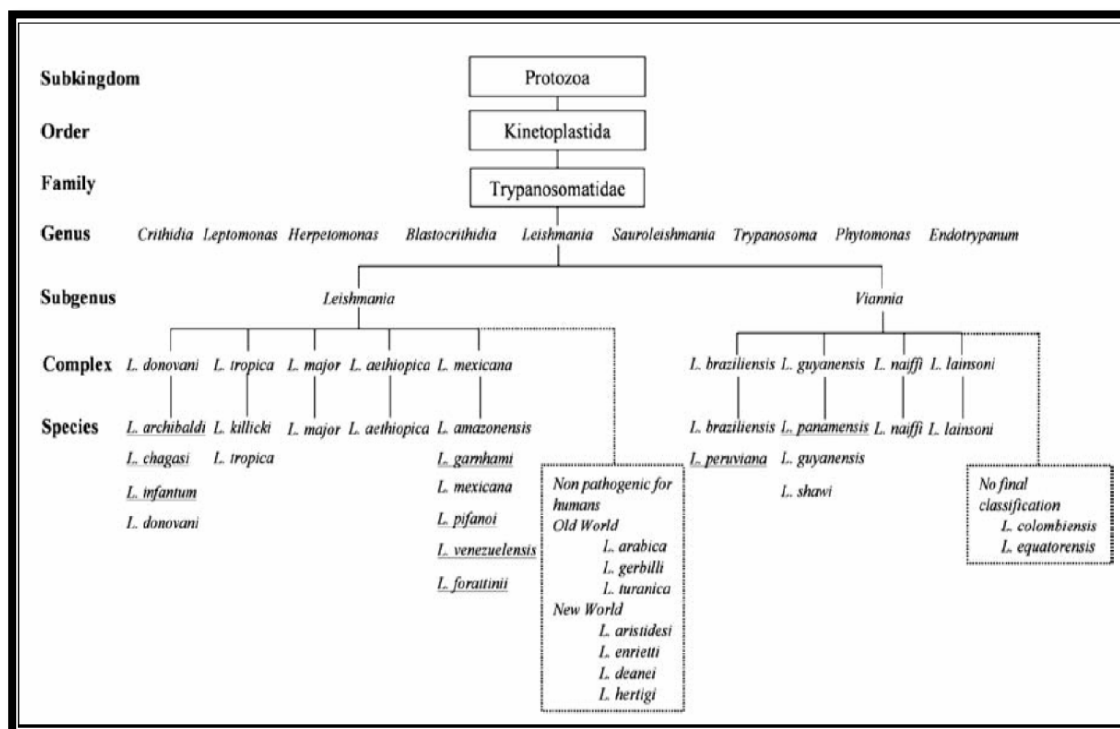 Subkingdom Protozoa
Order Kinetoplastida
Family Trypanosomatidae
Genus Crithidia Leptomonas Herpetomonas Blastocrithidia Leishmania Sauroleishmania Trypanosoma Phytomonas Endotrypanum
Subgenus Leishmania Viannia
Complex L. donovani L. tropica L. major L. aethiopica L. mexicana L. braziliensis L. guyanensis L. naiffi L. lainsoni
Species L. archibaldi L. killicki L. major L. aethiopica L. amazonensis L. braziliensis L. panamensis L. naiffi L. lainsoni
L. chagasi L. tropica L. garnhami L. peruviana L. guyanensis
L. infantum L. mexicana L. shawi
L. donovani L. pifanoi
L. venezuelensis
L. forattinii
Non pathogenic for
humans
Old World
L. arabica
L. gerbilli
L. turanica
New World
L. aristidesi
L. enrietti
L. deanei
L. hertigi
No final
classification
L. colombiensis
L. equatorensis